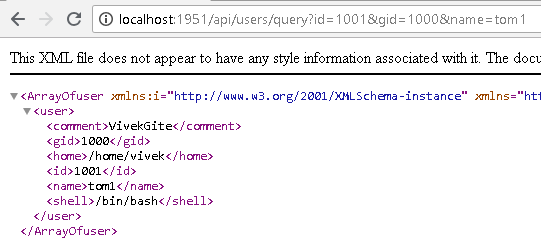 localhost:1951/api/users/query?id=1001&gid=1000&name=tom1
This XML file does not appear to have any style information associated with it. The
▼<ArrayOfuser xmlns:i="http://www.w3.org/2001/XMLSchema-instance"
▼<user>
<comment>VivekGite</comment>
<gid>1000</gid>
<home>/home/vivek</home>
<id>1001</id>
<name>tom1</name>
<shell>/bin/bash</shell>
</user>
</ArrayOfuser>